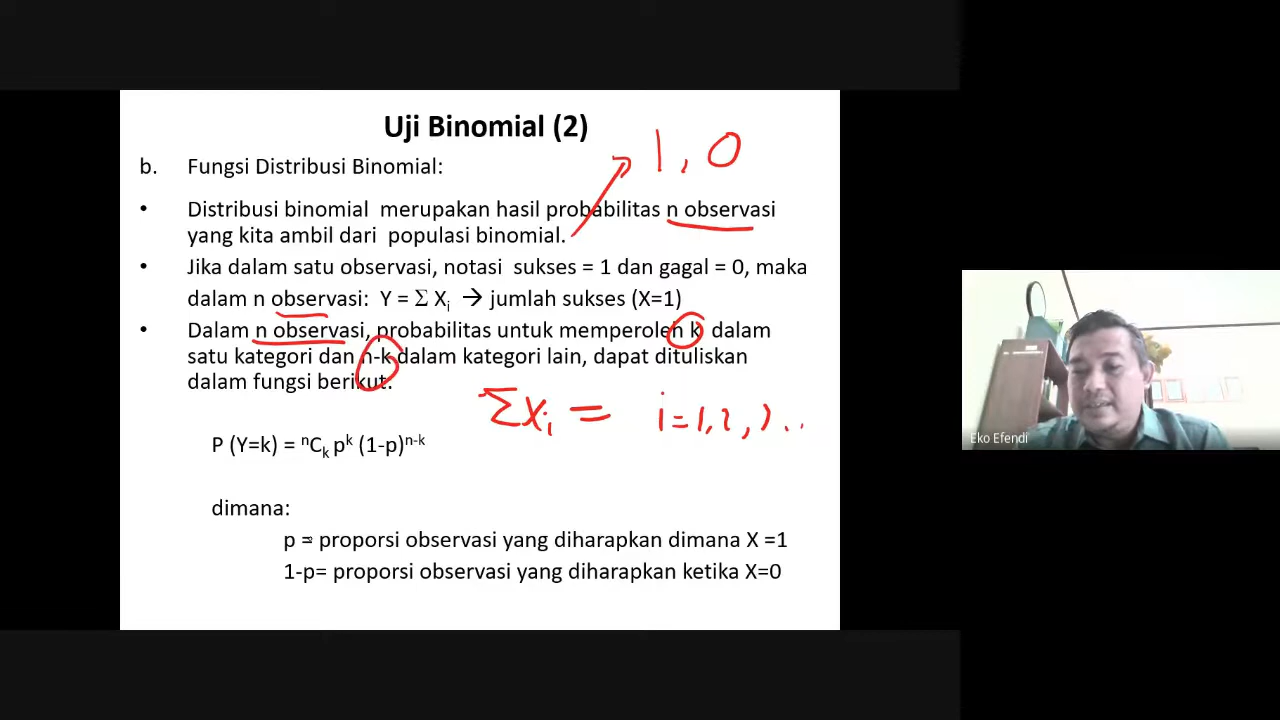 Uji Binomial (2)
1, 0
b. Fungsi Distribusi Binomial:
• Distribusi binomial merupakan hasil probabilitas n observasi
yang kita ambil dari populasi binomial.
• Jika dalam satu observasi, notasi sukses = 1 dan gagal = 0, maka
dalam n observasi: Y = Σ Xᵢ → jumlah sukses (X=1)
• Dalam n observasi, probabilitas untuk memperoleh k dalam
satu kategori dan n-k dalam kategori lain, dapat dituliskan
dalam fungsi berikut:
Σxᵢ = i=1,2,3..
P (Y=k) = ⁿCₖ pᵏ (1-p)ⁿ⁻ᵏ
dimana:
p = proporsi observasi yang diharapkan dimana X =1
1-p= proporsi observasi yang diharapkan ketika X=0
Eko Efendi